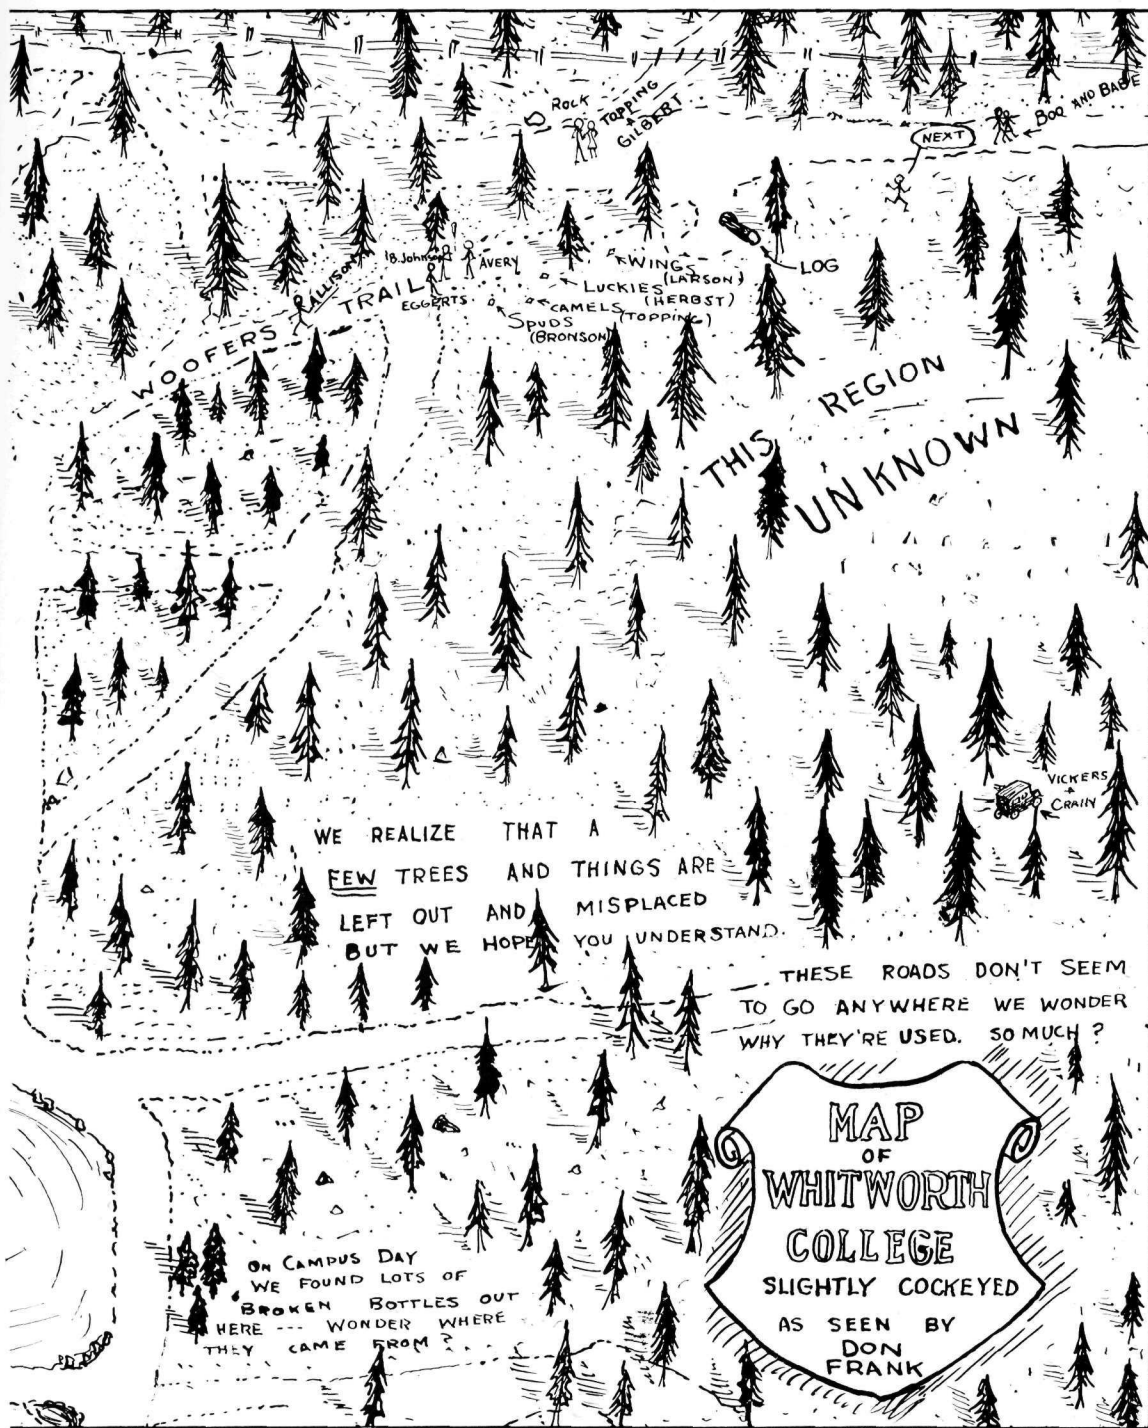 ROCK
TOPPING
+
GILBERT
BOO AND BABE
NEXT
LOG
WOOFERS TRAIL
ALLISON
B. Johnson
AVERY
EGGERTS
WINGS
(LARSON)
LUCKIES
(HERBST)
CAMELS
(TOPPING)
SPUDS
(BRONSON)
THIS REGION
UNKNOWN
VICKERS
+
CRAIN
WE REALIZE THAT A
FEW TREES AND THINGS ARE
LEFT OUT AND MISPLACED
BUT WE HOPE YOU UNDERSTAND.
THESE ROADS DON'T SEEM
TO GO ANYWHERE WE WONDER
WHY THEY'RE USED. SO MUCH?
MAP
OF
WHITWORTH
COLLEGE
SLIGHTLY COCKEYED
AS SEEN BY
DON
FRANK
ON CAMPUS DAY
WE FOUND LOTS OF
BROKEN BOTTLES OUT
HERE --- WONDER WHERE
THEY CAME FROM?